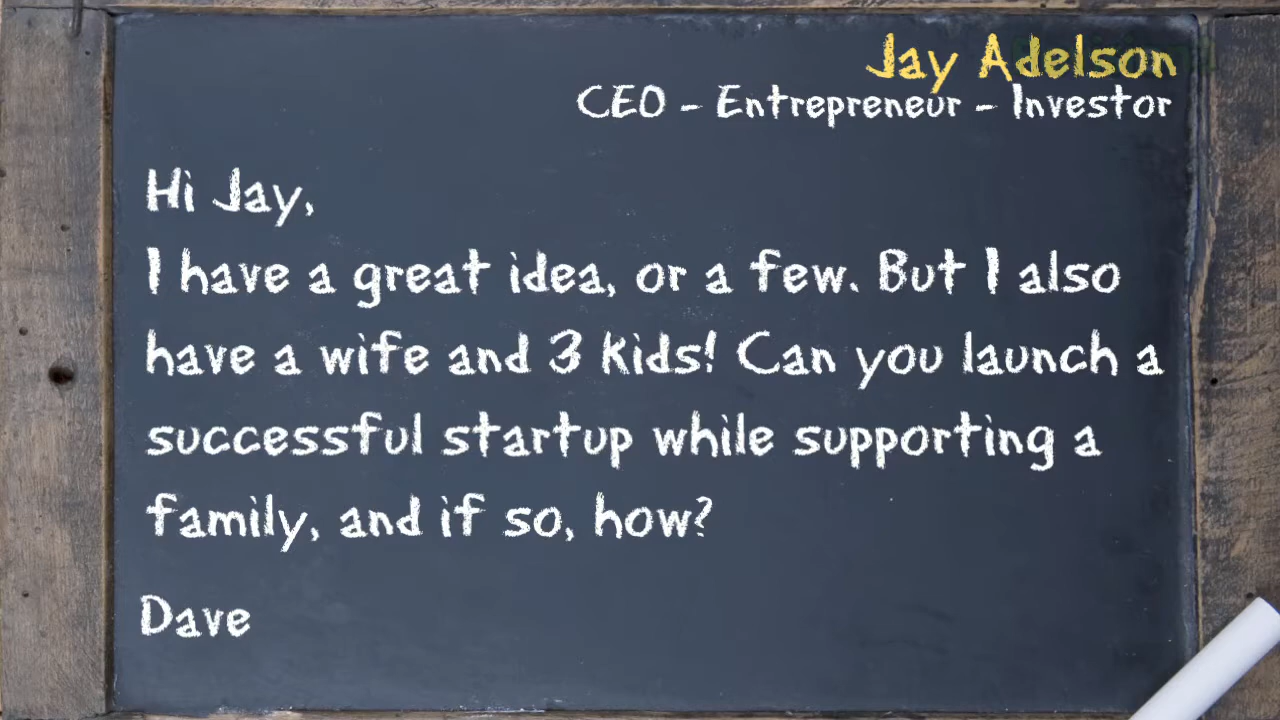 Jay Adelson
CEO - Entrepreneur - Investor
Hi Jay,
I have a great idea, or a few. But I also
have a wife and 3 kids! Can you launch a
successful startup while supporting a
family, and if so, how?
Dave